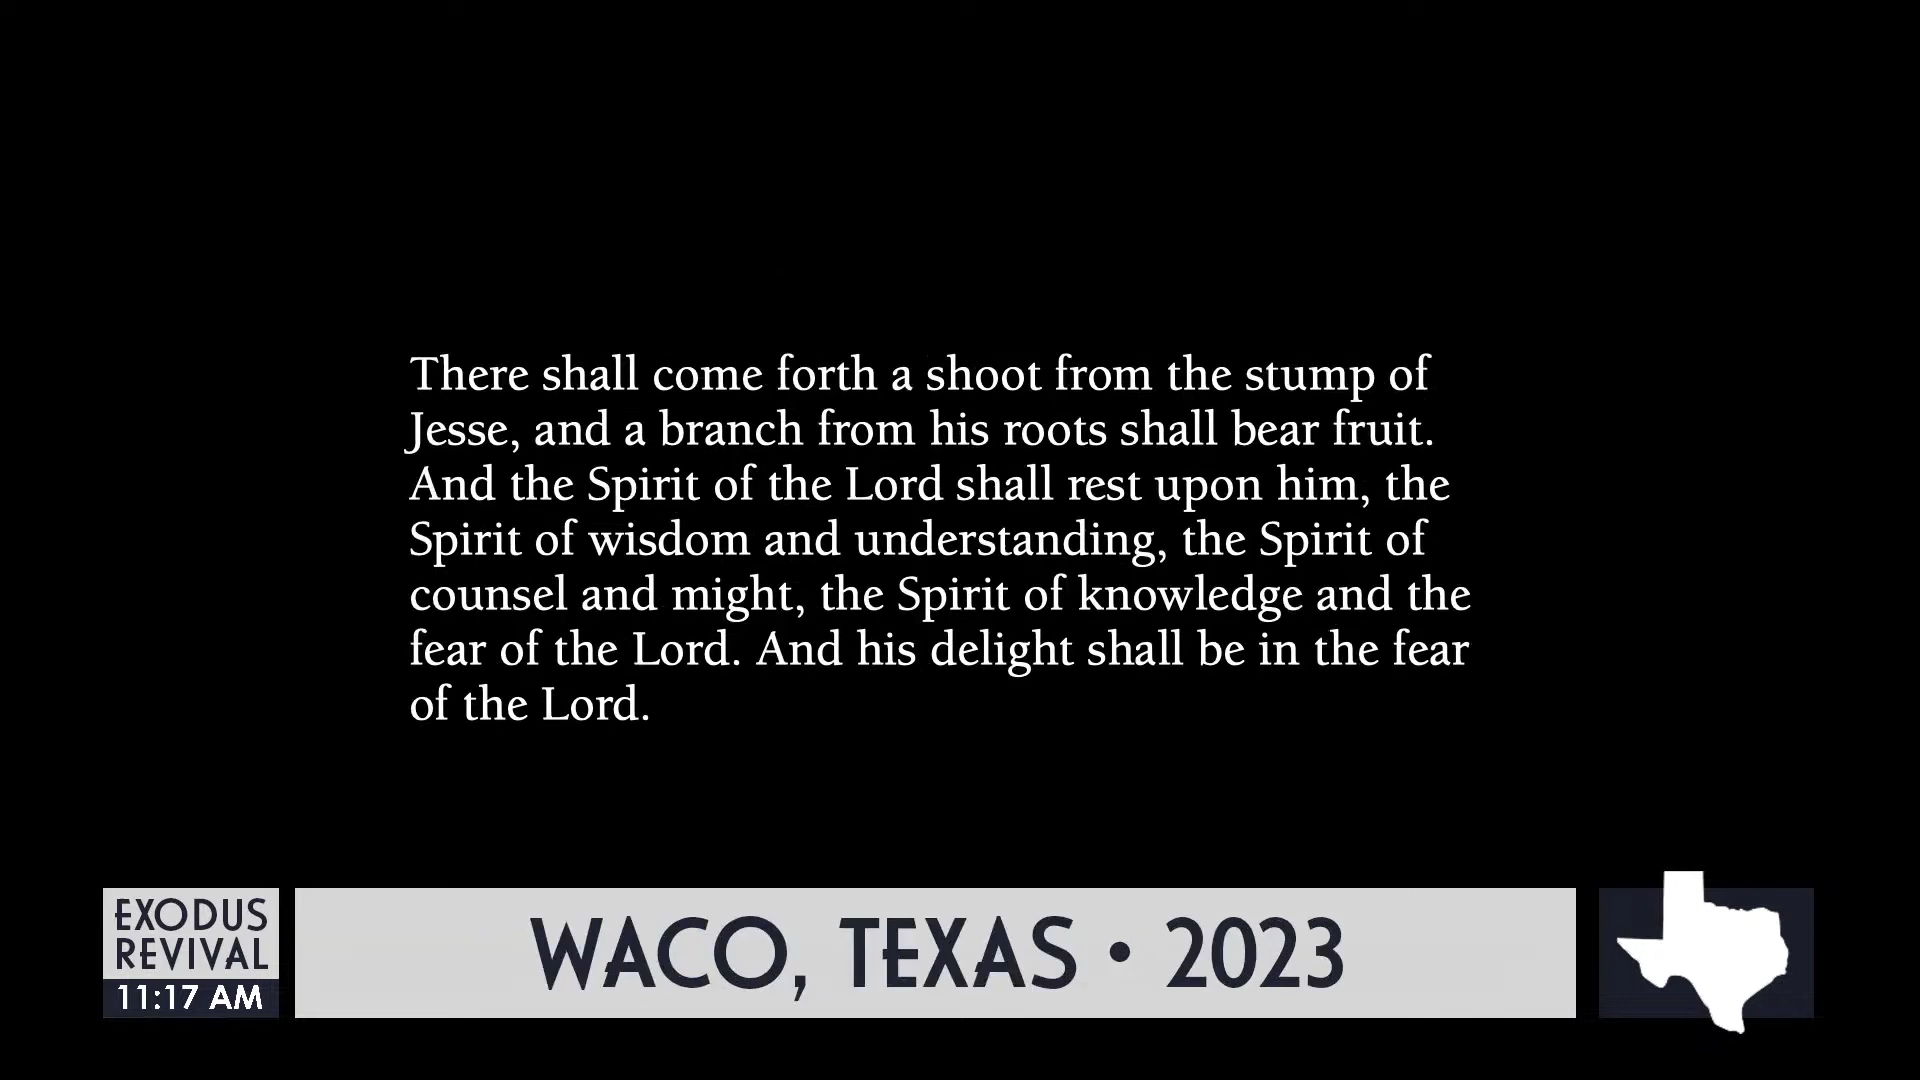 There shall come forth a shoot from the stump of
Jesse, and a branch from his roots shall bear fruit.
And the Spirit of the Lord shall rest upon him, the
Spirit of wisdom and understanding, the Spirit of
counsel and might, the Spirit of knowledge and the
fear of the Lord. And his delight shall be in the fear
of the Lord.
EXODUS
REVIVAL
11:17 AM
WACO, TEXAS • 2023